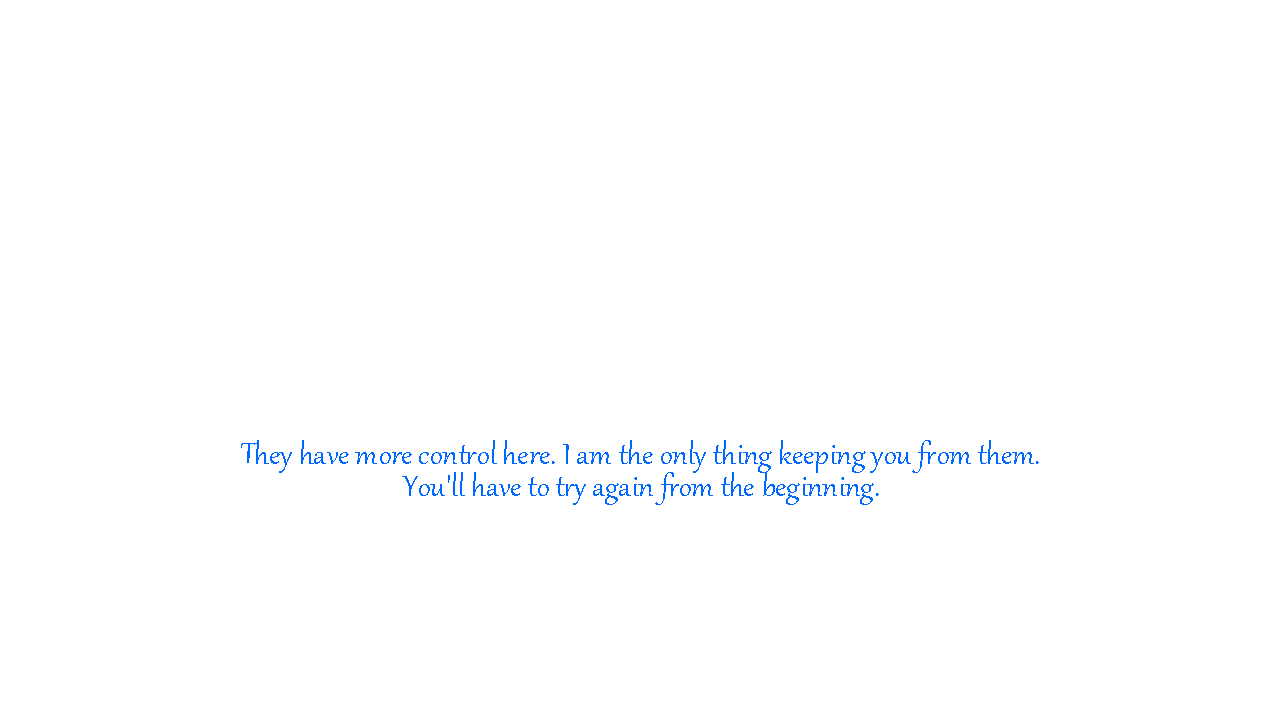 They have more control here. I am the only thing keeping you from them.
You'll have to try again from the beginning.